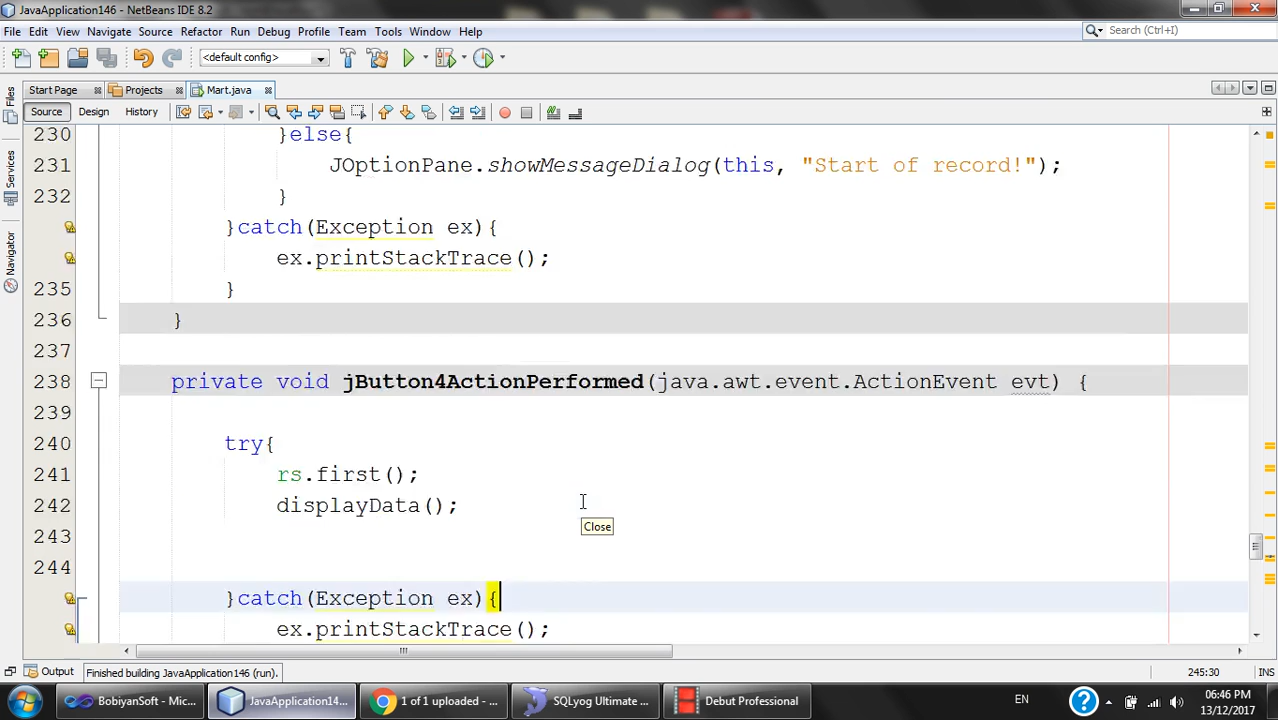 JavaApplication146 - NetBeans IDE 8.2
File Edit View Navigate Source Refactor Run Debug Profile Team Tools Window Help
Search (Ctrl+I)
<default config>
Start Page Projects Mart.java
Source Design History
Files
Services
Navigator
230 }else{
231 JOptionPane.showMessageDialog(this, "Start of record!");
232 }
}catch(Exception ex){
ex.printStackTrace();
235 }
236 }
237
238 private void jButton4ActionPerformed(java.awt.event.ActionEvent evt) {
239
240 try{
241 rs.first();
242 displayData();
Close
243
244
}catch(Exception ex){
ex.printStackTrace();
Output Finished building JavaApplication146 (run). 245:30 INS
BobiyanSoft - Mic... JavaApplication14... 1 of 1 uploaded - ... SQLyog Ultimate ... Debut Professional EN 06:46 PM
13/12/2017